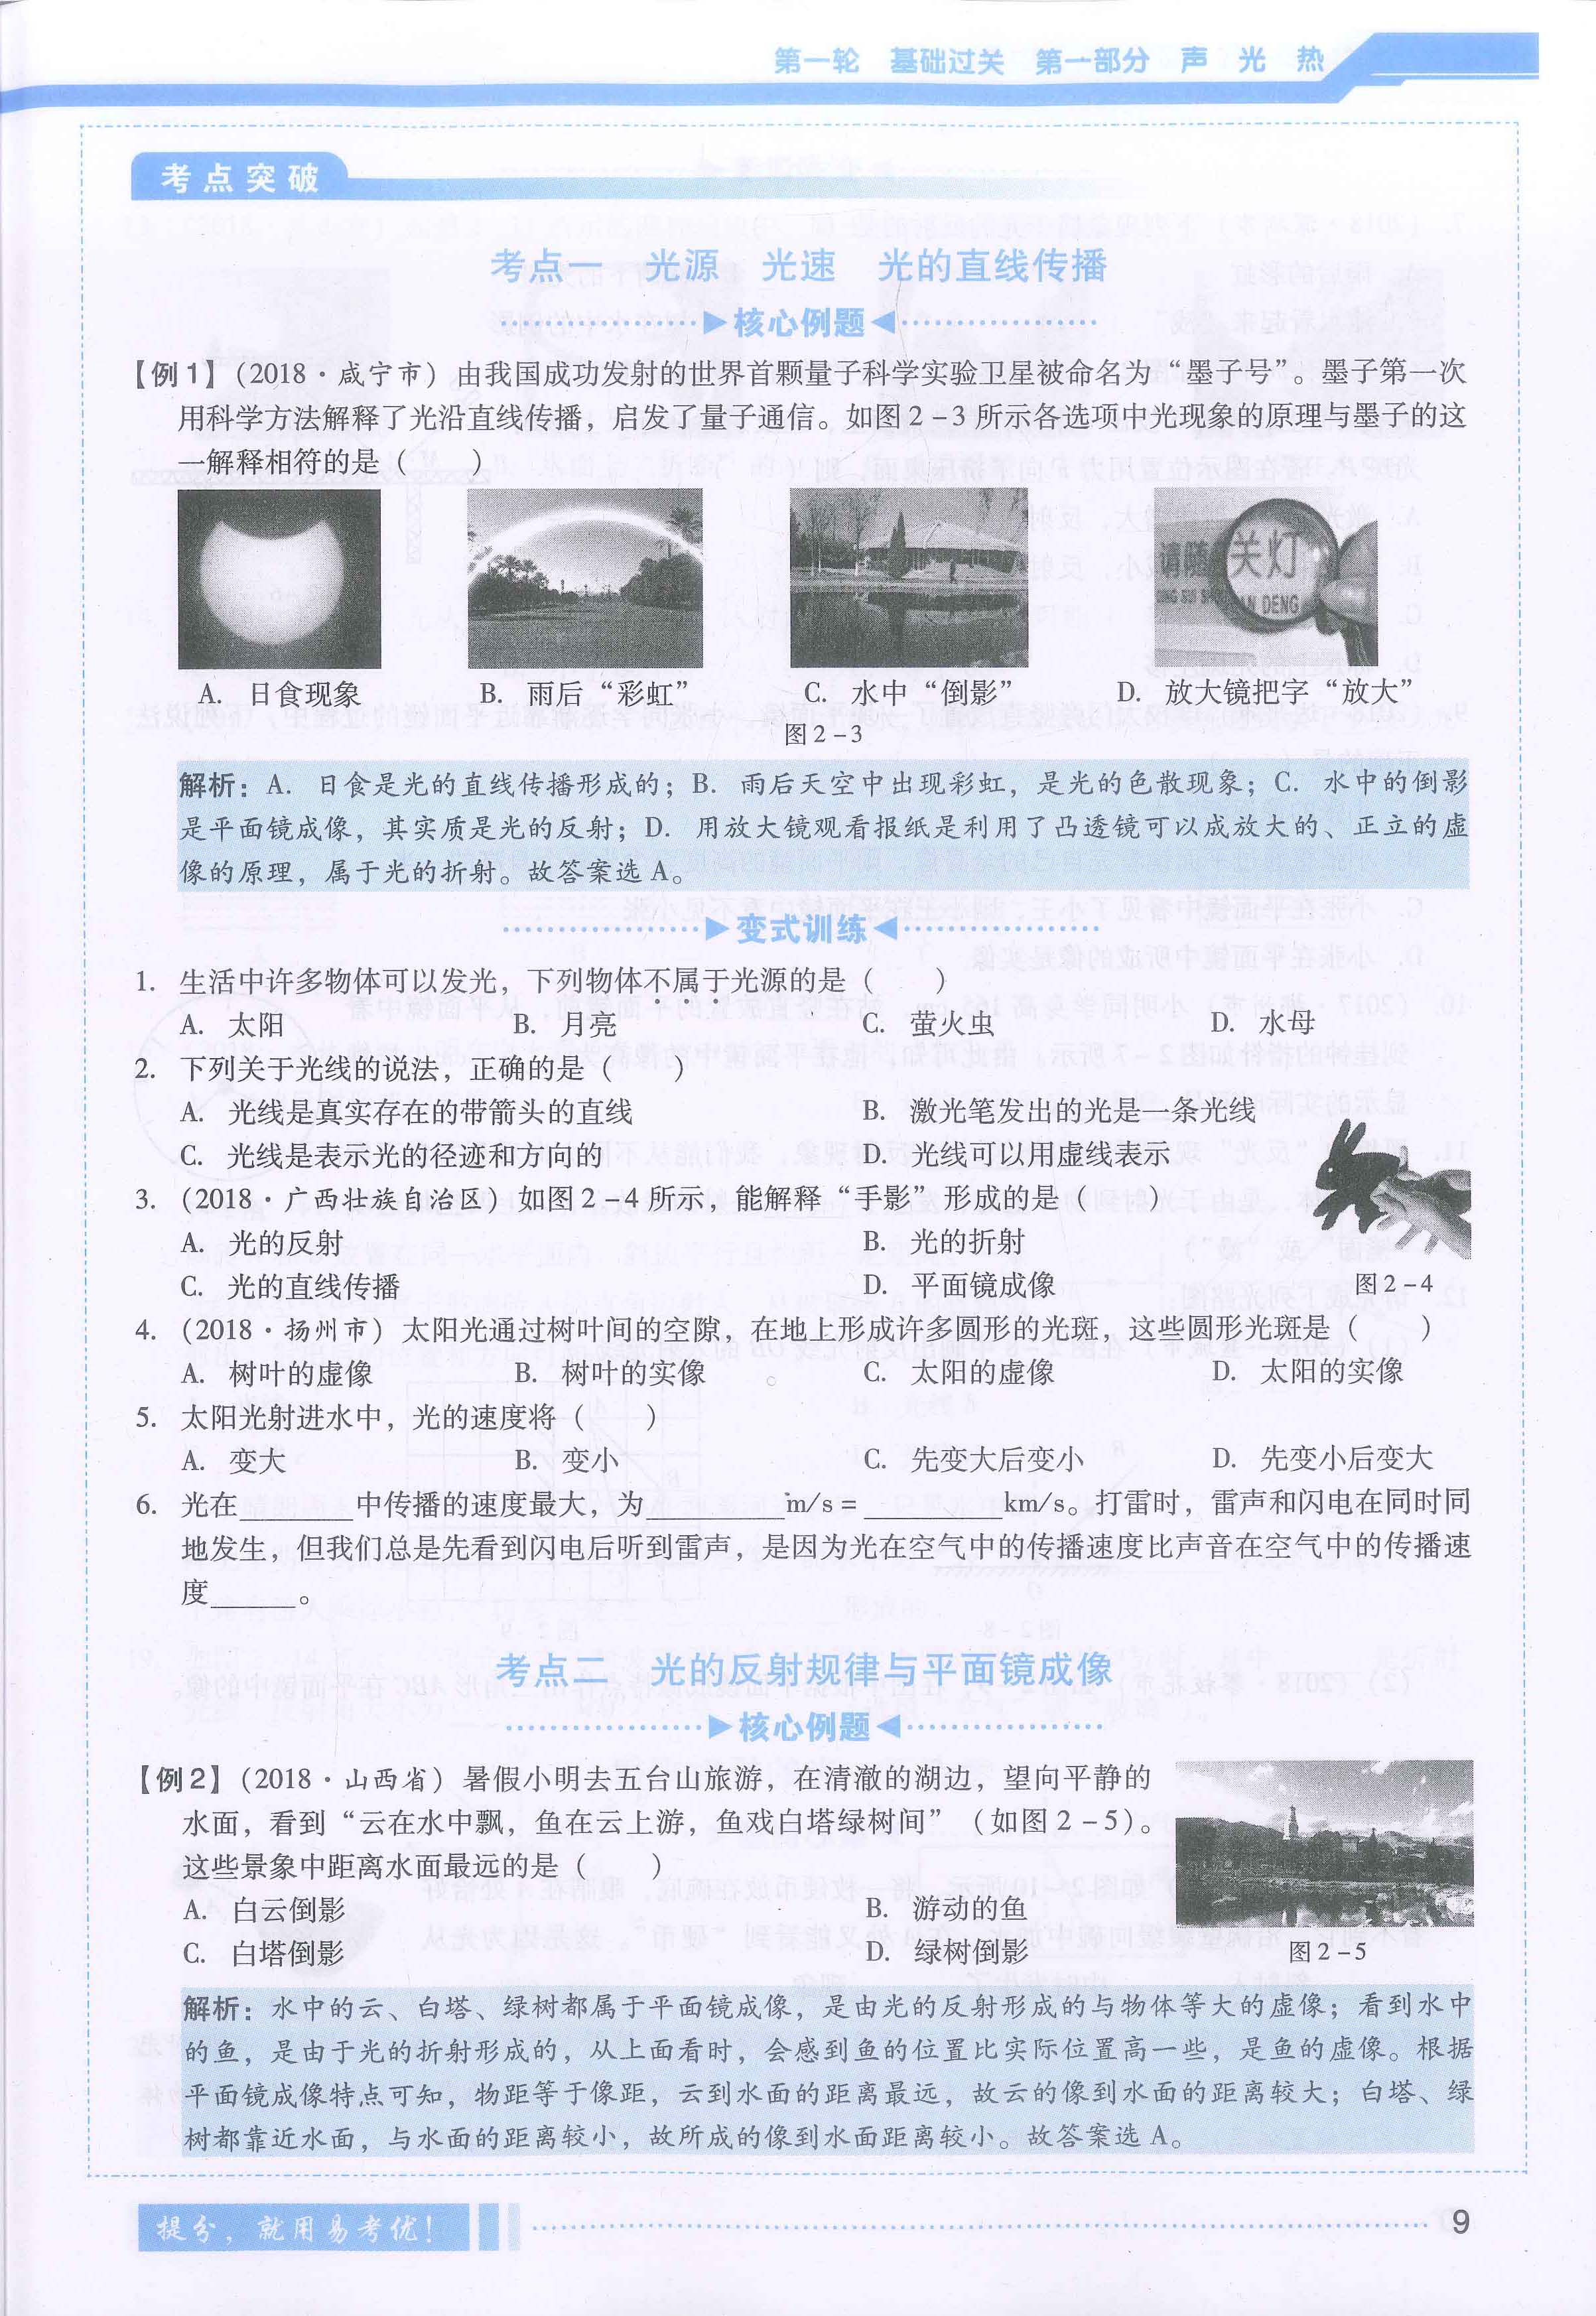 第一轮 基础过关 第一部分 声 光 热
考点突破
考点一 光源 光速 光的直线传播
核心例题
【例1】(2018·咸宁市) 由我国成功发射的世界首颗量子科学实验卫星被命名为“墨子号”。墨子第一次
用科学方法解释了光沿直线传播，启发了量子通信。如图2-3所示各选项中光现象的原理与墨子的这
一解释相符的是（ ）
请随 关灯
AN DENG
A. 日食现象 B. 雨后“彩虹” C. 水中“倒影” D. 放大镜把字“放大”
图2-3
解析：A. 日食是光的直线传播形成的；B. 雨后天空中出现彩虹，是光的色散现象；C. 水中的倒影
是平面镜成像，其实质是光的反射；D. 用放大镜观看报纸是利用了凸透镜可以成放大的、正立的虚
像的原理，属于光的折射。故答案选A。
变式训练
1. 生活中许多物体可以发光，下列物体不属于光源的是（ ）
A. 太阳 B. 月亮 C. 萤火虫 D. 水母
2. 下列关于光线的说法，正确的是（ ）
A. 光线是真实存在的带箭头的直线 B. 激光笔发出的光是一条光线
C. 光线是表示光的径迹和方向的 D. 光线可以用虚线表示
3. (2018·广西壮族自治区) 如图2-4所示，能解释“手影”形成的是（ ）
A. 光的反射 B. 光的折射
C. 光的直线传播 D. 平面镜成像
图2-4
4. (2018·扬州市) 太阳光通过树叶间的空隙，在地上形成许多圆形的光斑，这些圆形光斑是（ ）
A. 树叶的虚像 B. 树叶的实像 C. 太阳的虚像 D. 太阳的实像
5. 太阳光射进水中，光的速度将（ ）
A. 变大 B. 变小 C. 先变大后变小 D. 先变小后变大
6. 光在________中传播的速度最大，为__________m/s=__________km/s。打雷时，雷声和闪电在同时同
地发生，但我们总是先看到闪电后听到雷声，是因为光在空气中的传播速度比声音在空气中的传播速
度______。
考点二 光的反射规律与平面镜成像
核心例题
【例2】(2018·山西省) 暑假小明去五台山旅游，在清澈的湖边，望向平静的
水面，看到“云在水中飘，鱼在云上游，鱼戏白塔绿树间”（如图2-5）。
这些景象中距离水面最远的是（ ）
A. 白云倒影 B. 游动的鱼
C. 白塔倒影 D. 绿树倒影
图2-5
解析：水中的云、白塔、绿树都属于平面镜成像，是由光的反射形成的与物体等大的虚像；看到水中
的鱼，是由于光的折射形成的，从上面看时，会感到鱼的位置比实际位置高一些，是鱼的虚像。根据
平面镜成像特点可知，物距等于像距，云到水面的距离最远，故云的像到水面的距离较大；白塔、绿
树都靠近水面，与水面的距离较小，故所成的像到水面距离较小。故答案选A。
提分，就用易考优！
9